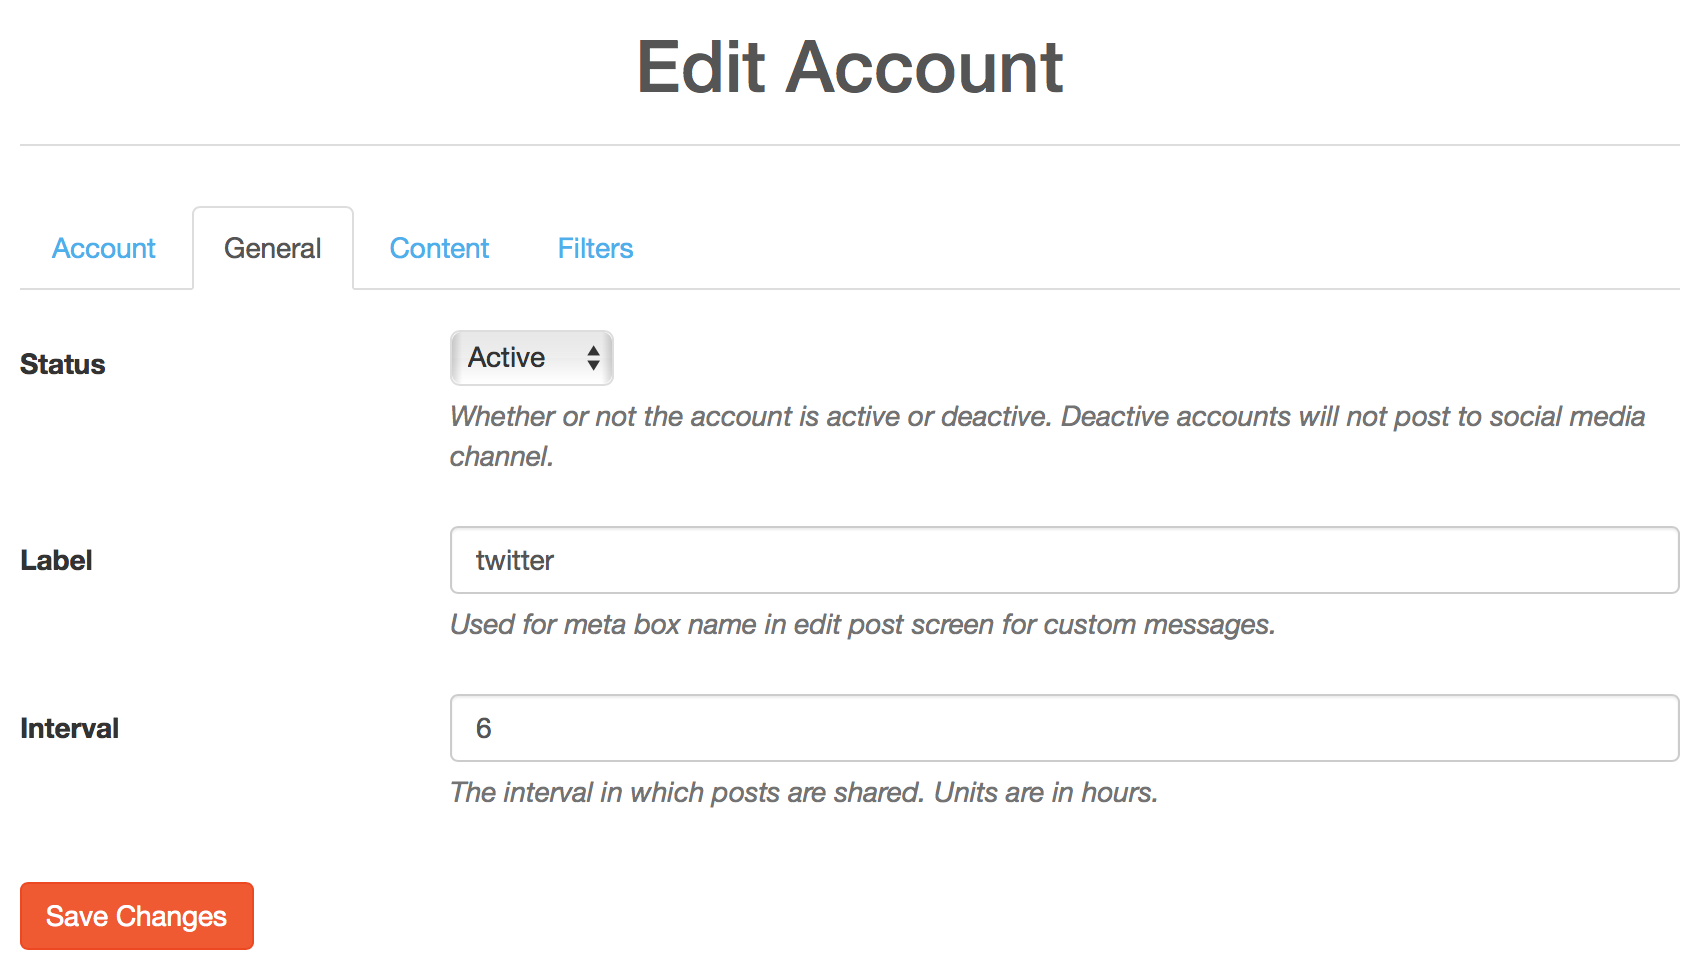 Edit Account
Account General Content Filters
Status Active
Whether or not the account is active or deactive. Deactive accounts will not post to social media
channel.
Label twitter
Used for meta box name in edit post screen for custom messages.
Interval 6
The interval in which posts are shared. Units are in hours.
Save Changes